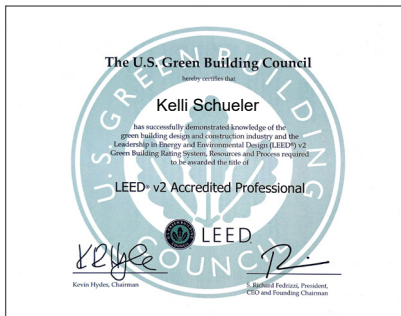 The U.S. Green Building Council
hereby certifies that
Kelli Schueler
has successfully demonstrated knowledge of the
green building design and construction industry and the
Leadership in Energy and Environmental Design (LEED®) v2
Green Building Rating System, Resources and Process required
to be awarded the title of
LEED® v2 Accredited Professional
U.S. GREEN BUILDING COUNCIL
LEED
Kevin Hydes, Chairman
S. Richard Fedrizzi, President,
CEO and Founding Chairman